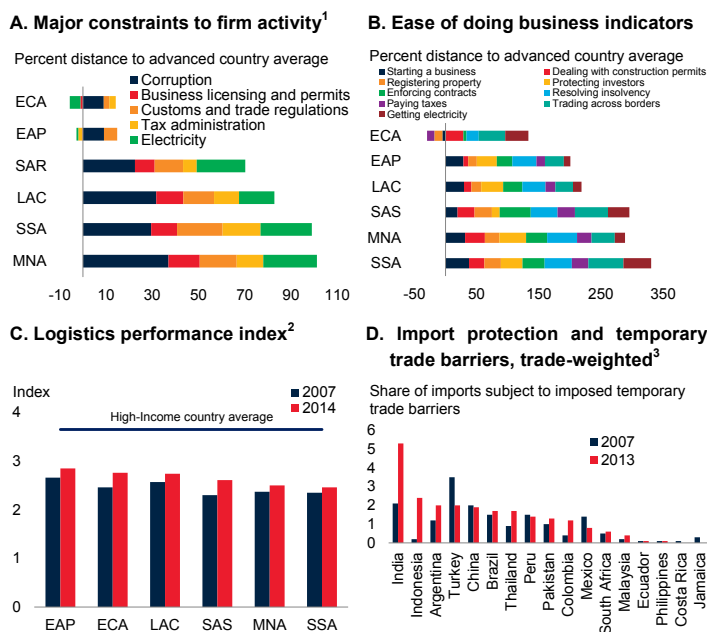 A. Major constraints to firm activity1
Percent distance to advanced country average
Corruption
Business licensing and permits
Customs and trade regulations
Tax administration
Electricity
ECA
EAP
SAR
LAC
SSA
MNA
-10 10 30 50 70 90 110
B. Ease of doing business indicators
Percent distance to advanced country average
Starting a business
Dealing with construction permits
Registering property
Protecting investors
Enforcing contracts
Resolving insolvency
Paying taxes
Trading across borders
Getting electricity
ECA
EAP
LAC
SAS
MNA
SSA
-50 50 150 250 350
C. Logistics performance index2
Index
2007
2014
High-Income country average
4
3
2
1
0
EAP ECA LAC SAS MNA SSA
D. Import protection and temporary
trade barriers, trade-weighted3
Share of imports subject to imposed temporary
trade barriers
2007
2013
6
5
4
3
2
1
0
India
Indonesia
Argentina
Turkey
China
Brazil
Thailand
Peru
Pakistan
Colombia
Mexico
South Africa
Malaysia
Ecuador
Philippines
Costa Rica
Jamaica